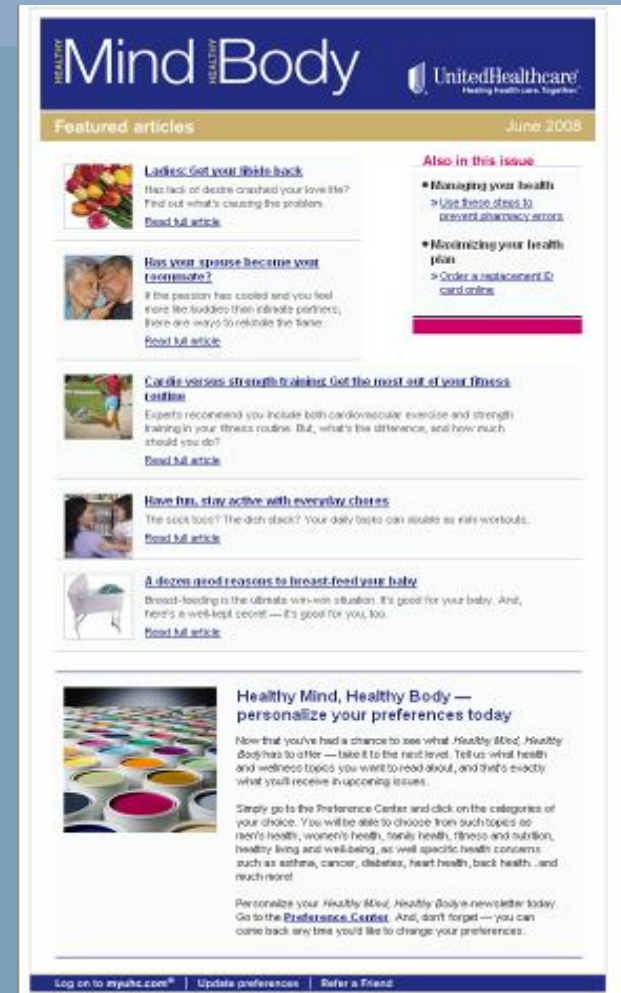 HEALTHY Mind HEALTHY Body
UnitedHealthcare®
Healing health care. Together.℠
Featured articles
June 2008
Ladies: Get your libido back
Has lack of desire crashed your love life?
Find out what's causing the problem.
Read full article
Has your spouse become your
roommate?
If the passion has cooled and you feel
more like buddies than intimate partners,
there are ways to rekindle the flame.
Read full article
Also in this issue
• Managing your health
» Use these steps to
prevent pharmacy errors
• Maximizing your health
plan
» Order a replacement ID
card online
Cardio versus strength training: Get the most out of your fitness
routine
Experts recommend you include both cardiovascular exercise and strength
training in your fitness routine. But, what's the difference, and how much
should you do?
Read full article
Have fun, stay active with everyday chores
The sock toss? The dish stack? Your daily tasks can double as mini workouts.
Read full article
A dozen good reasons to breast-feed your baby
Breast-feeding is the ultimate win-win situation. It's good for your baby. And,
here's a well-kept secret — it's good for you, too.
Read full article
Healthy Mind, Healthy Body —
personalize your preferences today
Now that you've had a chance to see what Healthy Mind, Healthy
Body has to offer — take it to the next level. Tell us what health
and wellness topics you want to read about, and that's exactly
what you'll receive in upcoming issues.
Simply go to the Preference Center and click on the categories of
your choice. You will be able to choose from such topics as
men's health, women's health, family health, fitness and nutrition,
healthy living and well-being, as well specific health concerns
such as asthma, cancer, diabetes, heart health, back health...and
much more!
Personalize your Healthy Mind, Healthy Body e-newsletter today.
Go to the Preference Center. And, don't forget — you can
come back any time you'd like to change your preferences.
Log on to myuhc.com® | Update preferences | Refer a Friend